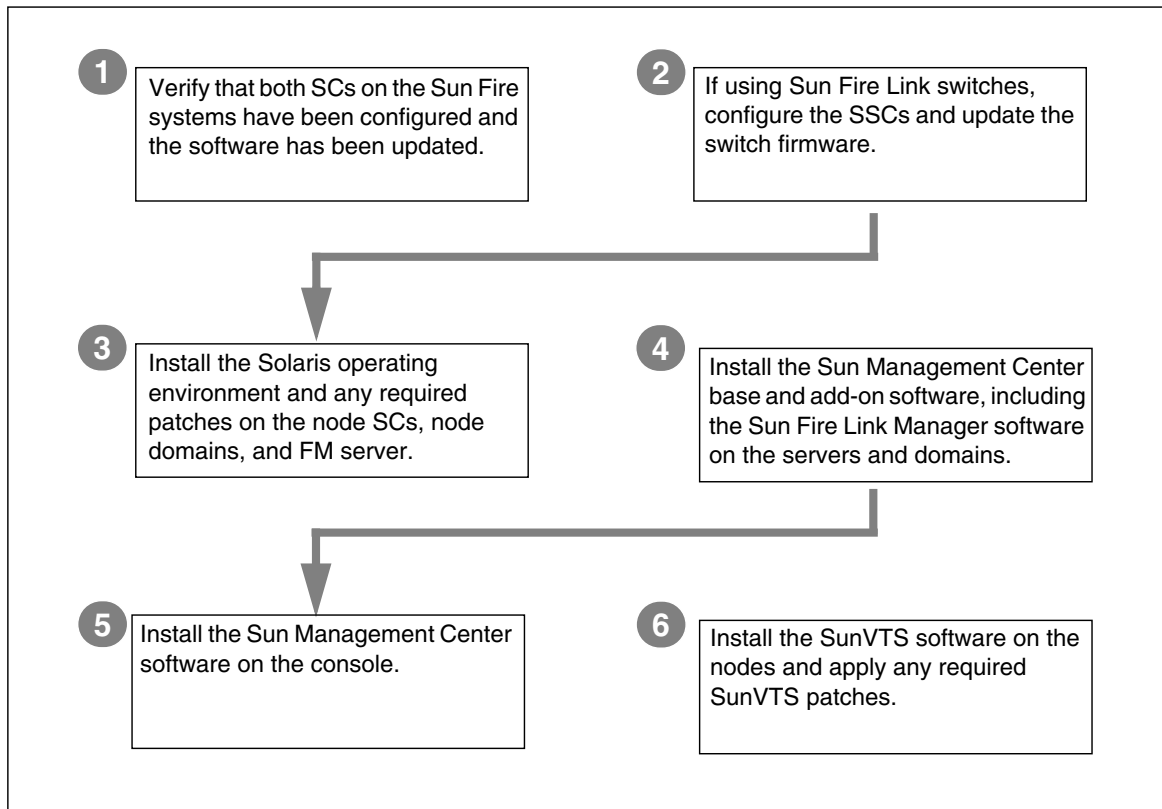 1
Verify that both SCs on the Sun Fire
systems have been configured and
the software has been updated.
2
If using Sun Fire Link switches,
configure the SSCs and update the
switch firmware.
3
Install the Solaris operating
environment and any required
patches on the node SCs, node
domains, and FM server.
4
Install the Sun Management Center
base and add-on software, including
the Sun Fire Link Manager software
on the servers and domains.
5
Install the Sun Management Center
software on the console.
6
Install the SunVTS software on the
nodes and apply any required
SunVTS patches.